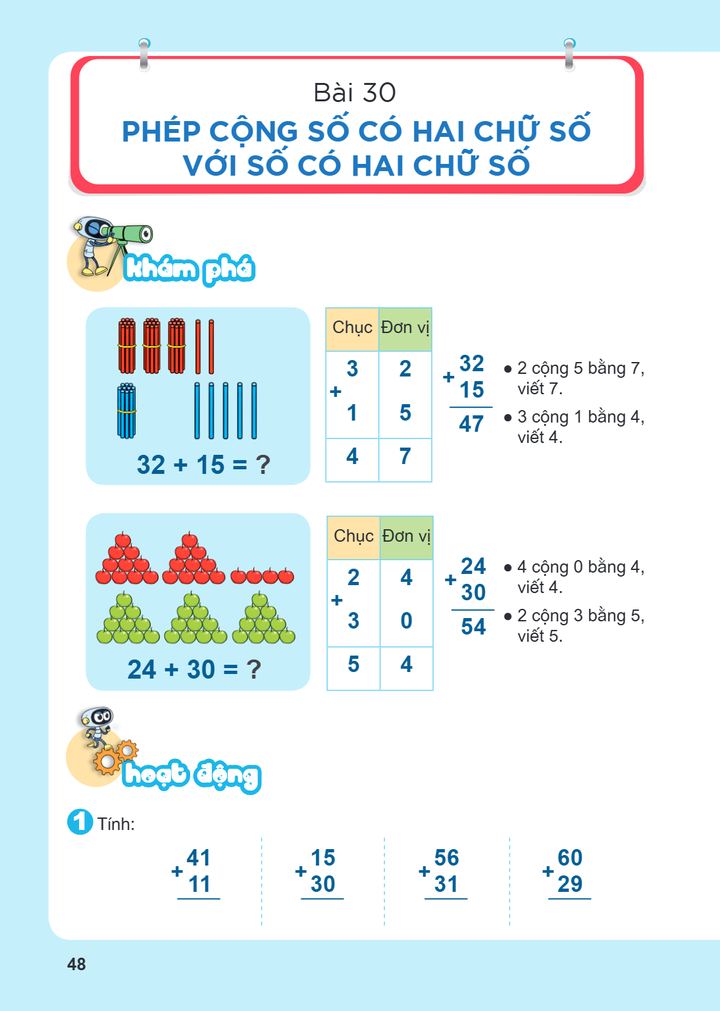 Bài 30
PHÉP CỘNG SỐ CÓ HAI CHỮ SỐ
VỚI SỐ CÓ HAI CHỮ SỐ
khám phá
32 + 15 = ?
Chục Đơn vị
3 2
+
1 5
4 7
32
+
15
47
● 2 cộng 5 bằng 7,
viết 7.
● 3 cộng 1 bằng 4,
viết 4.
24 + 30 = ?
Chục Đơn vị
2 4
+
3 0
5 4
24
+
30
54
● 4 cộng 0 bằng 4,
viết 4.
● 2 cộng 3 bằng 5,
viết 5.
hoạt động
1 Tính:
41
+
11
15
+
30
56
+
31
60
+
29
48